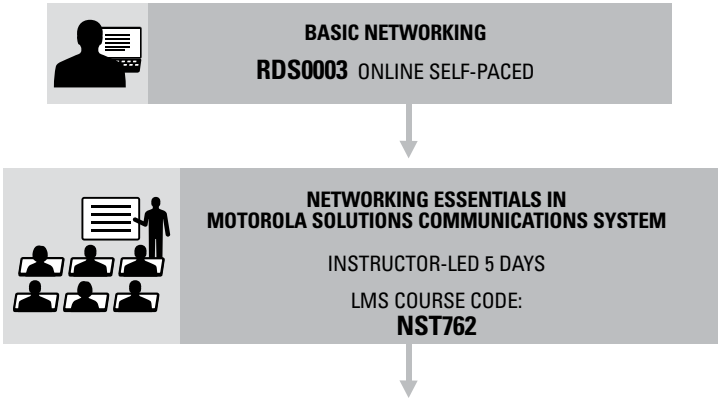 BASIC NETWORKING
RDS0003 ONLINE SELF-PACED
NETWORKING ESSENTIALS IN
MOTOROLA SOLUTIONS COMMUNICATIONS SYSTEM
INSTRUCTOR-LED 5 DAYS
LMS COURSE CODE:
NST762